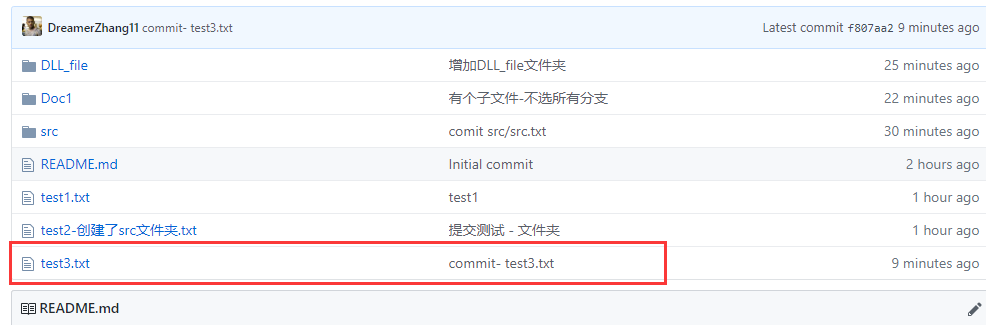 DreamerZhang11 commit- test3.txt Latest commit f807aa2 9 minutes ago
DLL_file 增加DLL_file文件夹 25 minutes ago
Doc1 有个子文件-不选所有分支 22 minutes ago
src comit src/src.txt 30 minutes ago
README.md Initial commit 2 hours ago
test1.txt test1 1 hour ago
test2-创建了src文件夹.txt 提交测试 - 文件夹 1 hour ago
test3.txt commit- test3.txt 9 minutes ago
README.md